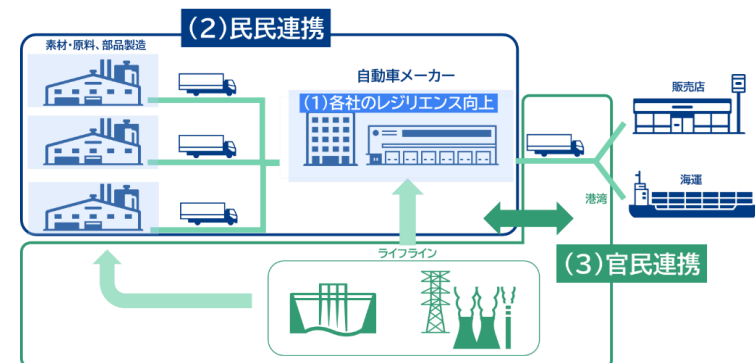 (2)民民連携
素材・原料、部品製造
自動車メーカー
(1)各社のレジリエンス向上
販売店
海運
港湾
(3)官民連携
ライフライン